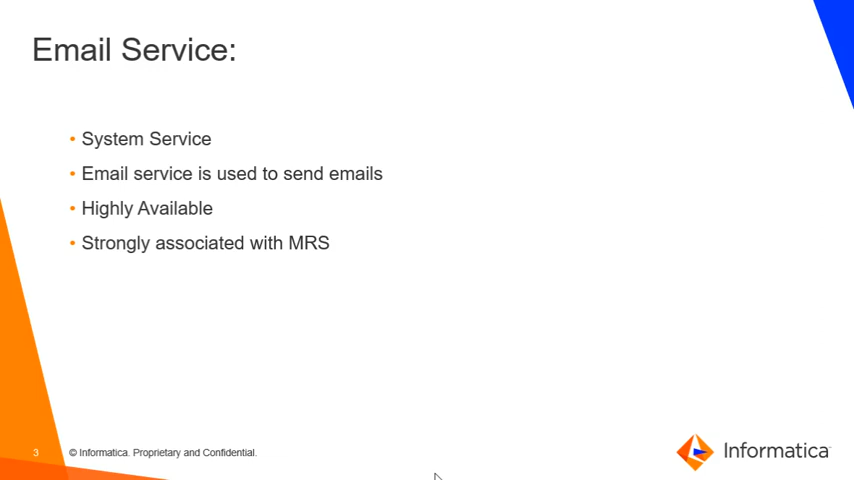 Email Service:
• System Service
• Email service is used to send emails
• Highly Available
• Strongly associated with MRS
3 © Informatica. Proprietary and Confidential.
Informatica